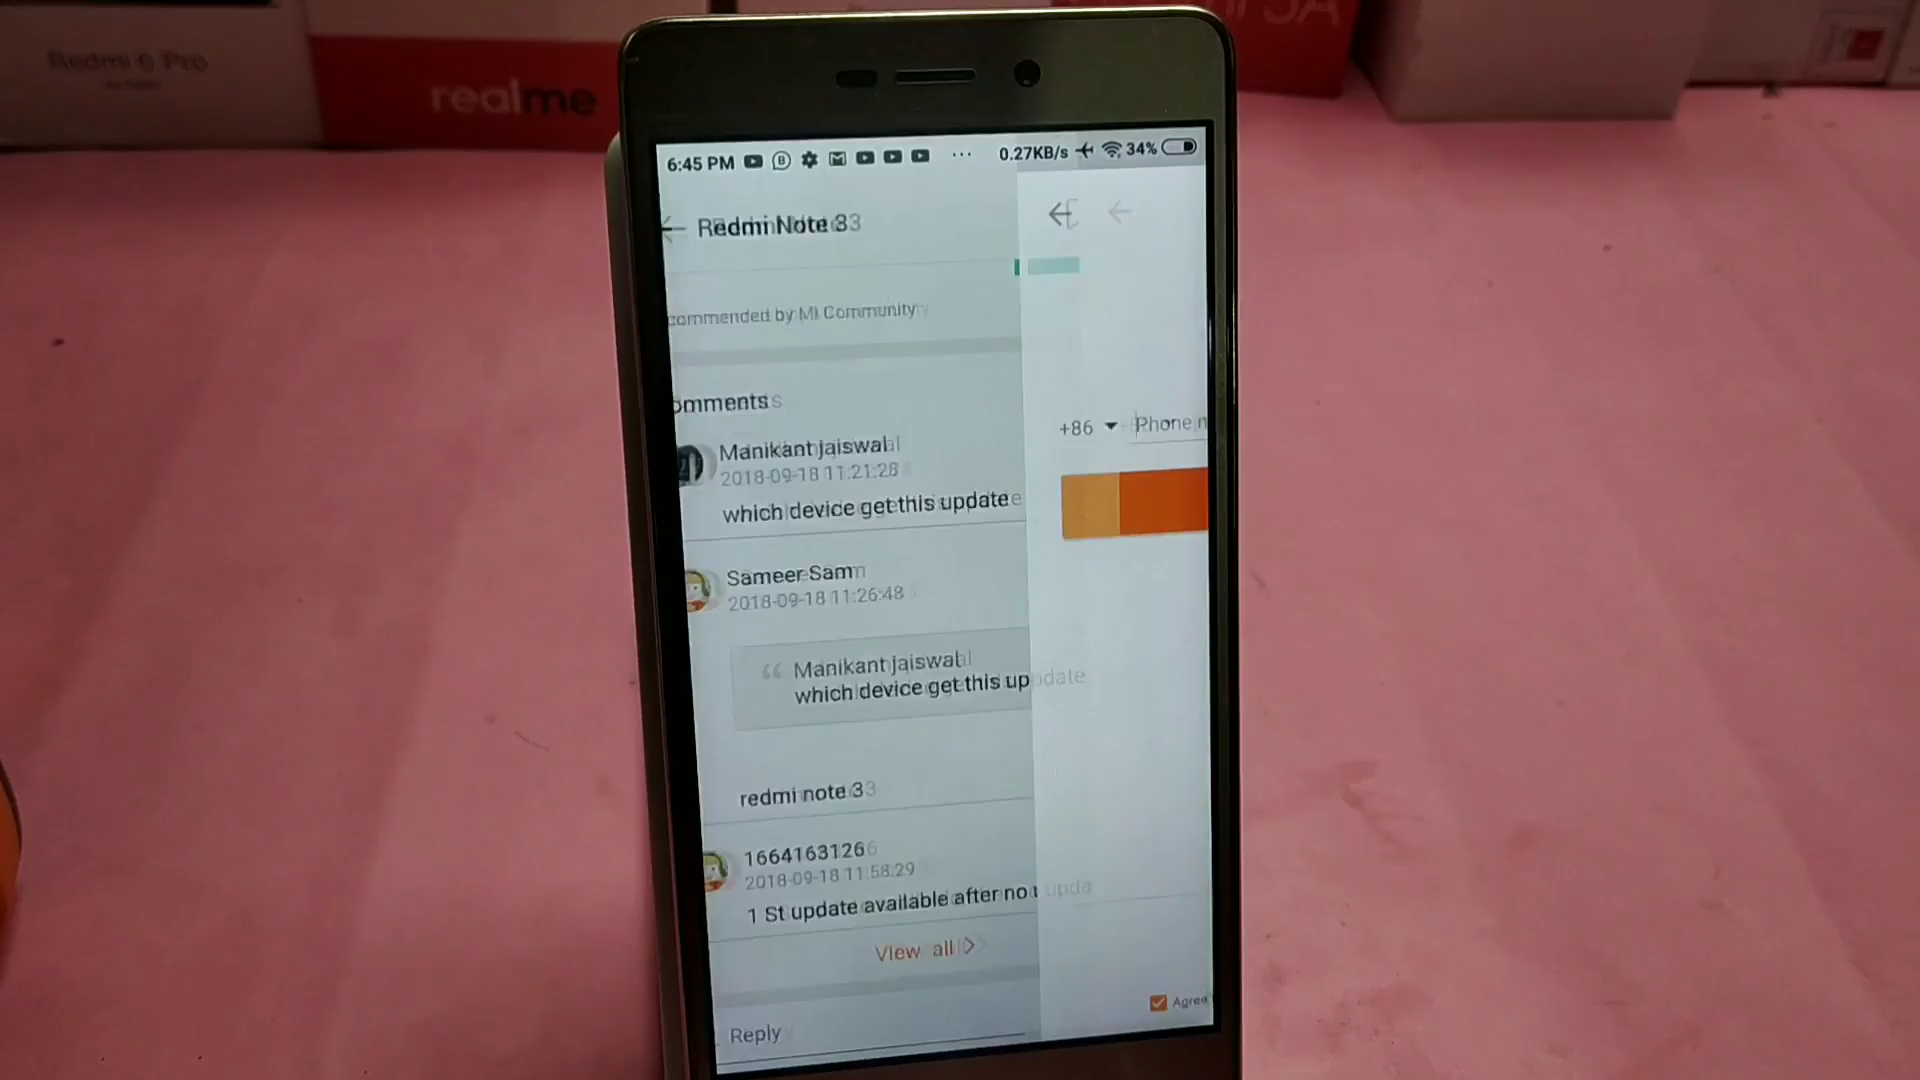 Redmi 6 Pro
realme
5A
6:45 PM
0.27KB/s 34%
Redmi Note 3
commended by MI Community
omments
Manikant jaiswal
2018-09-18 11:21:28
which device get this update
Sameer Sam
2018-09-18 11:26:48
“ Manikant jaiswal
which device get this update
redmi note 3
1664163126
2018-09-18 11:58:29
1 St update available after no upda
View all >
Reply
+86
Phone n
Agree